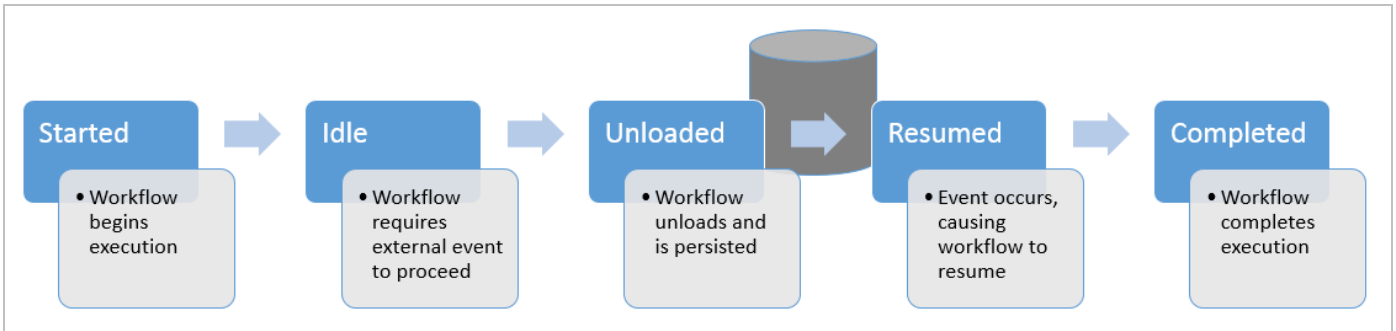 Started
• Workflow
begins
execution
Idle
• Workflow
requires
external event
to proceed
Unloaded
• Workflow
unloads and
is persisted
Resumed
• Event occurs,
causing
workflow to
resume
Completed
• Workflow
completes
execution